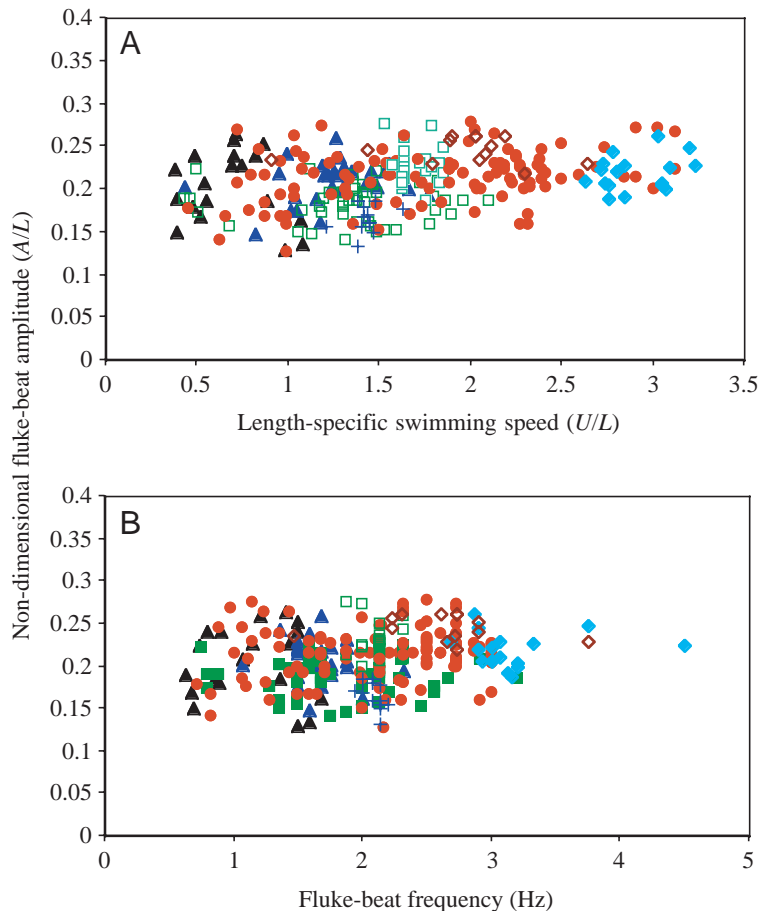 Non-dimensional fluke-beat amplitude (A/L)
A
0.4
0.35
0.3
0.25
0.2
0.15
0.1
0.05
0
0 0.5 1 1.5 2 2.5 3 3.5
Length-specific swimming speed (U/L)
B
0.4
0.35
0.3
0.25
0.2
0.15
0.1
0.05
0
0 1 2 3 4 5
Fluke-beat frequency (Hz)